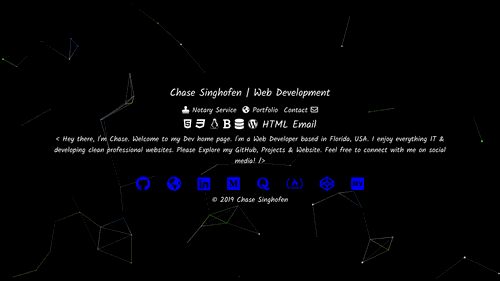 Chase Singhofen | Web Development
Notary Service Portfolio Contact
B HTML Email
< Hey there, I'm Chase. Welcome to my Dev home page. I'm a Web Developer based in Florida, USA. I enjoy everything IT &
developing clean professional websites. Please Explore my GitHub, Projects & Website. Feel free to connect with me on social
media! />
© 2019 Chase Singhofen